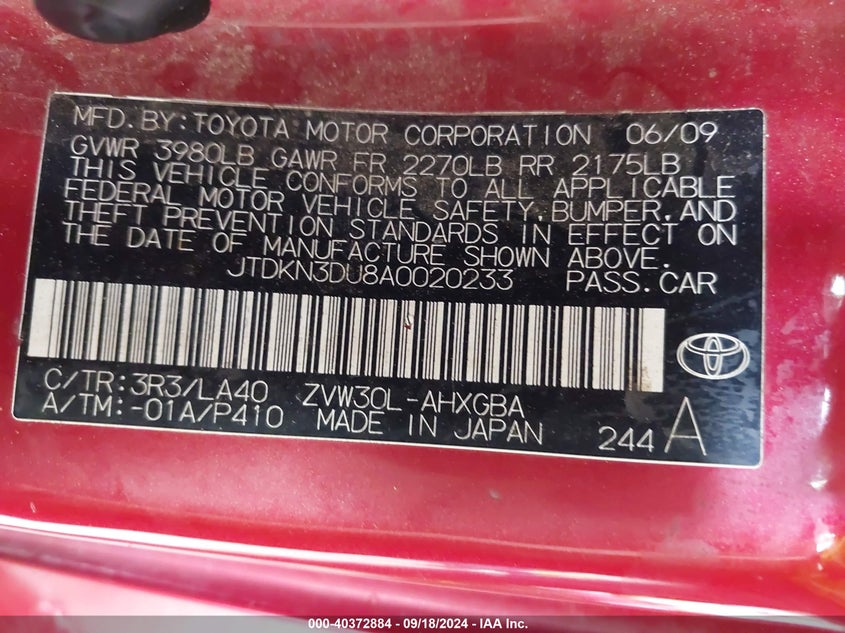 MFD. BY: TOYOTA MOTOR CORPORATION 06/09
GVWR 3980LB GAWR FR 2270LB RR 2175LB
THIS VEHICLE CONFORMS TO ALL APPLICABLE
FEDERAL MOTOR VEHICLE SAFETY, BUMPER, AND
THEFT PREVENTION STANDARDS IN EFFECT ON
THE DATE OF MANUFACTURE SHOWN ABOVE.
JTDKN3DU8A0020233 PASS. CAR
C/TR: 3R3/LA40 ZVW30L-AHXGBA
A/TM: -01A/P410 MADE IN JAPAN 244 A
000-40372884 / 09/18/2024 - IAA Inc.